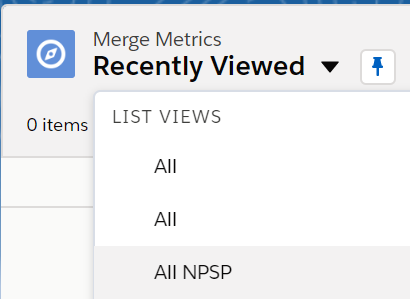 Merge Metrics
Recently Viewed
0 items
LIST VIEWS
All
All
All NPSP